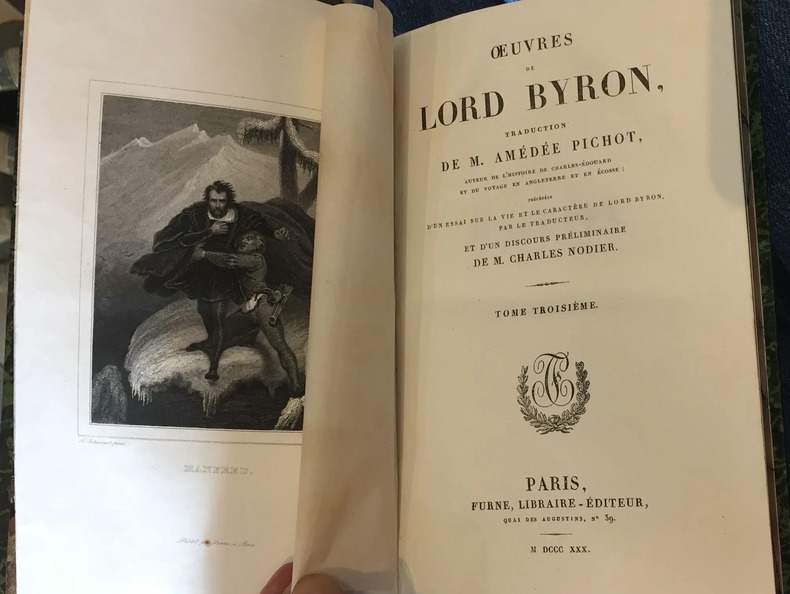 MANFRED.
ŒUVRES
DE
LORD BYRON,
TRADUCTION
DE M. AMÉDÉE PICHOT,
AUTEUR DE L'HISTOIRE DE CHARLES-ÉDOUARD
ET DU VOYAGE EN ANGLETERRE ET EN ÉCOSSE;
PRÉCÉDÉES
D'UN ESSAI SUR LA VIE ET LE CARACTÈRE DE LORD BYRON,
PAR LE TRADUCTEUR,
ET D'UN DISCOURS PRÉLIMINAIRE
DE M. CHARLES NODIER.
TOME TROISIÈME.
PARIS,
FURNE, LIBRAIRE-ÉDITEUR,
QUAI DES AUGUSTINS, N° 39.
M DCCC XXX.